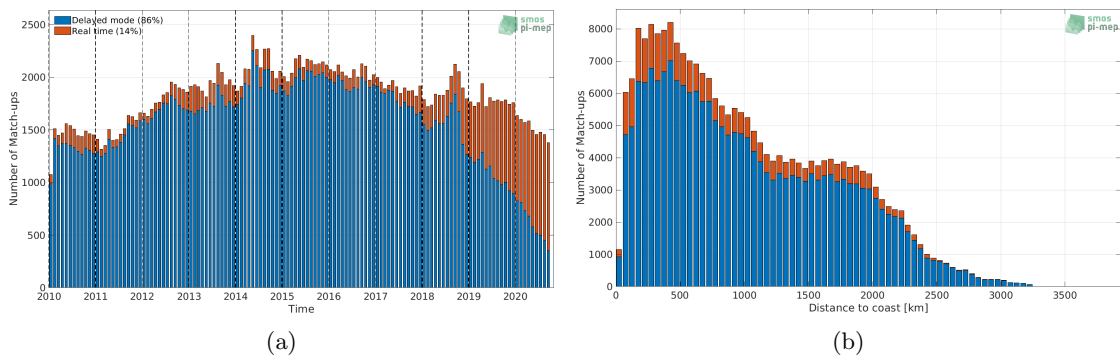 Delayed mode (86%)
Real time (14%)
smos
pi-mep
Number of Match-ups
2500
2000
1500
1000
500
0
2010 2011 2012 2013 2014 2015 2016 2017 2018 2019 2020
Time
(a)
smos
pi-mep
Number of Match-ups
8000
7000
6000
5000
4000
3000
2000
1000
0
0 500 1000 1500 2000 2500 3000 3500
Distance to coast [km]
(b)